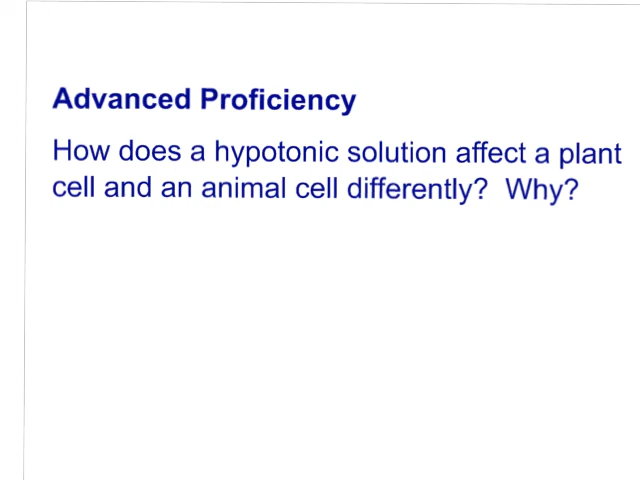 Advanced Proficiency
How does a hypotonic solution affect a plant
cell and an animal cell differently?  Why?